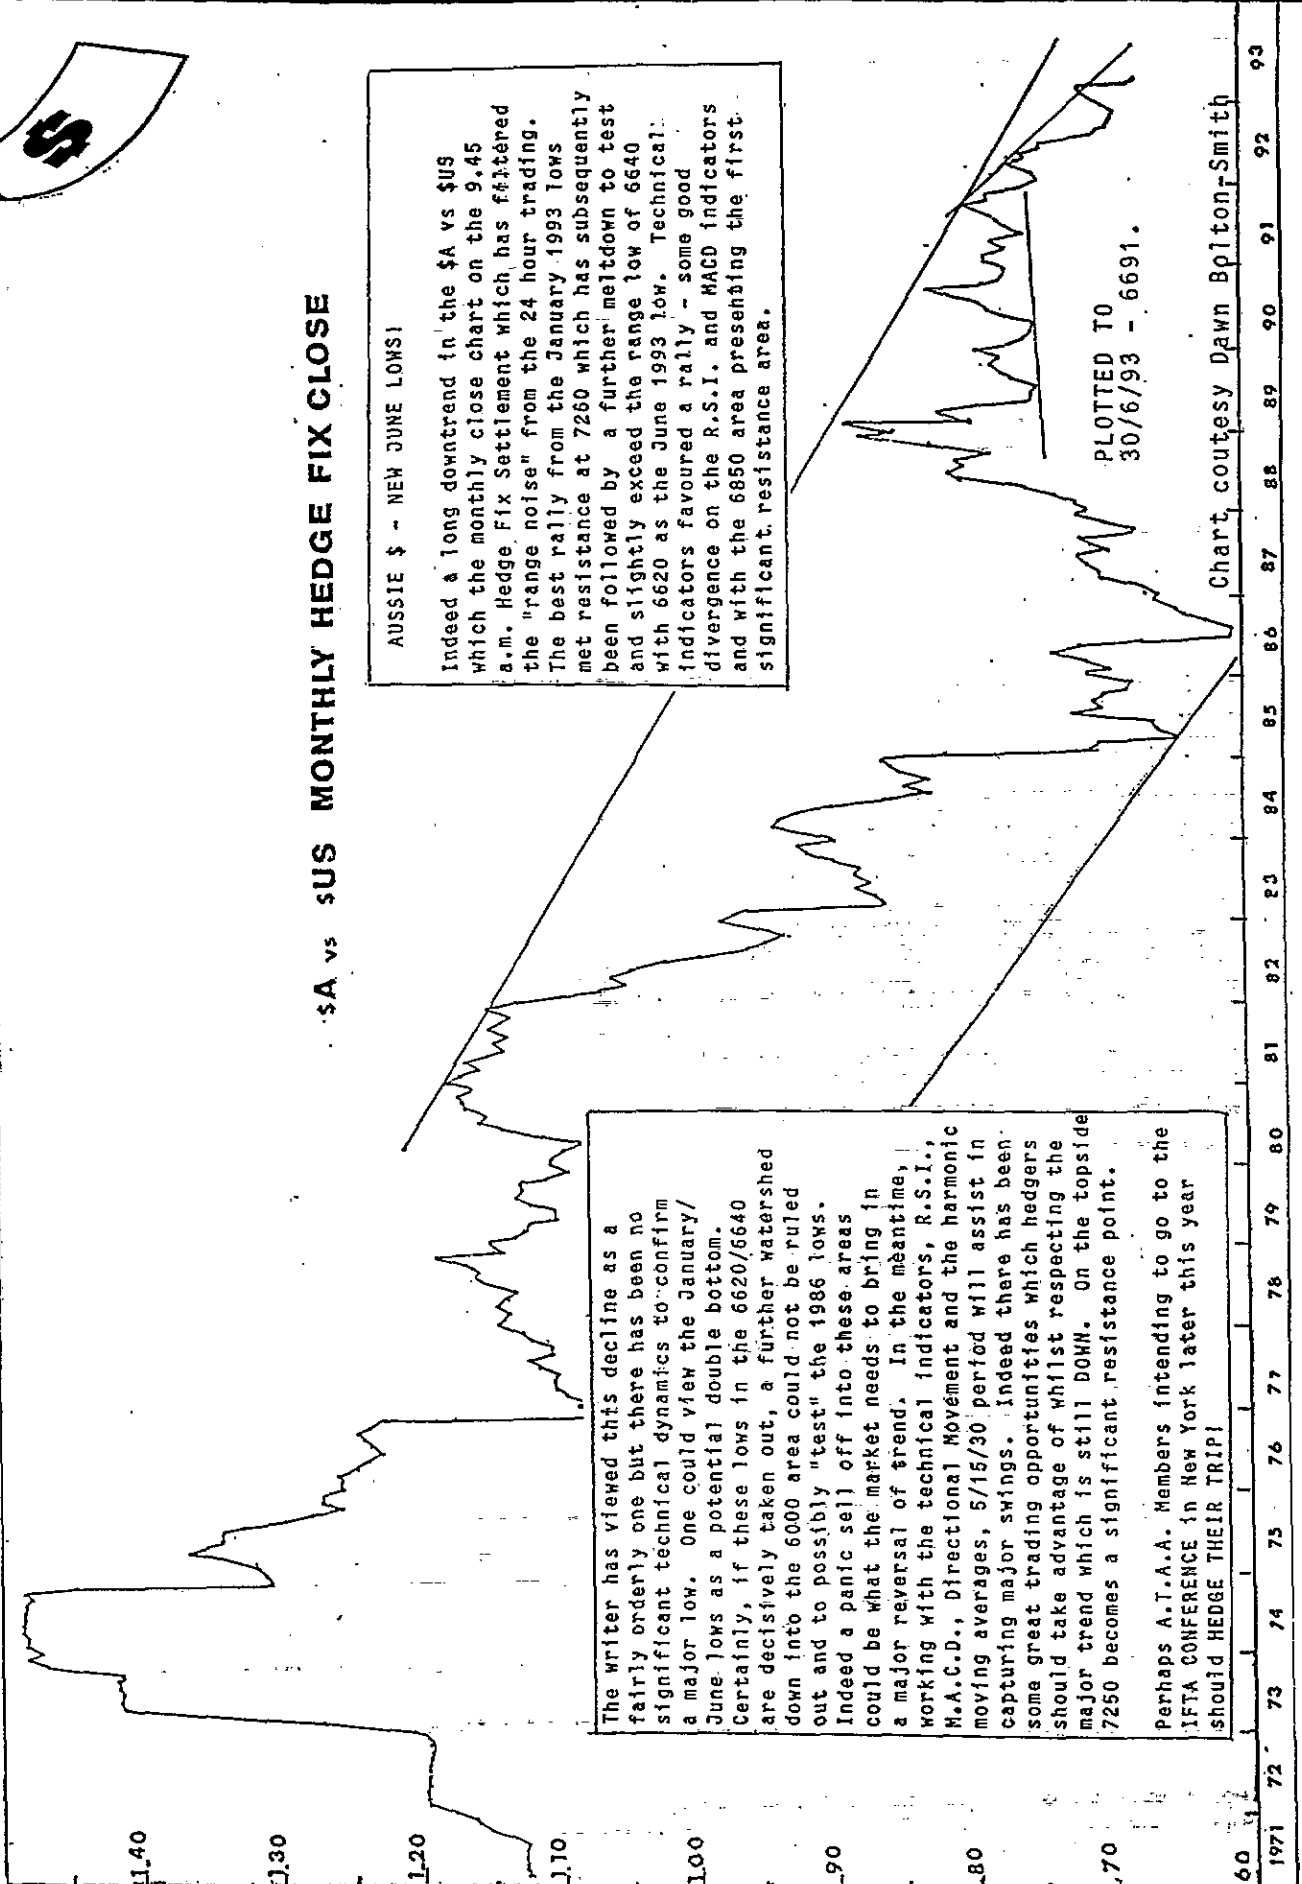 $
$A vs $US MONTHLY HEDGE FIX CLOSE
AUSSIE $ - NEW JUNE LOWS!
Indeed a long downtrend in the $A vs $US
which the monthly close chart on the 9.45
a.m. Hedge Fix Settlement which has filtered
the "range noise" from the 24 hour trading.
The best rally from the January 1993 lows
met resistance at 7260 which has subsequently
been followed by a further meltdown to test
and slightly exceed the range low of 6640
with 6620 as the June 1993 low. Technical
indicators favoured a rally - some good
divergence on the R.S.I. and MACD indicators
and with the 6850 area presenting the first
significant resistance area.
The writer has viewed this decline as a
fairly orderly one but there has been no
significant technical dynamics to confirm
a major low. One could view the January/
June lows as a potential double bottom.
Certainly, if these lows in the 6620/6640
are decisively taken out, a further watershed
down into the 6000 area could not be ruled
out and to possibly "test" the 1986 lows.
Indeed a panic sell off into these areas
could be what the market needs to bring in
a major reversal of trend. In the meantime,
working with the technical indicators, R.S.I.,
M.A.C.D., Directional Movement and the harmonic
moving averages, 5/15/30 period will assist in
capturing major swings. Indeed there has been
some great trading opportunities which hedgers
should take advantage of whilst respecting the
major trend which is still DOWN. On the topside
7250 becomes a significant resistance point.
Perhaps A.T.A.A. Members intending to go to the
IFTA CONFERENCE in New York later this year
should HEDGE THEIR TRIP!
PLOTTED TO
30/6/93 - 6691.
Chart coutesy Dawn Bolton-Smith
1.40
1.30
1.20
1.10
1.00
.90
.80
.70
.60
1971 72 73 74 75 76 77 78 79 80 81 82 83 84 85 86 87 88 89 90 91 92 93